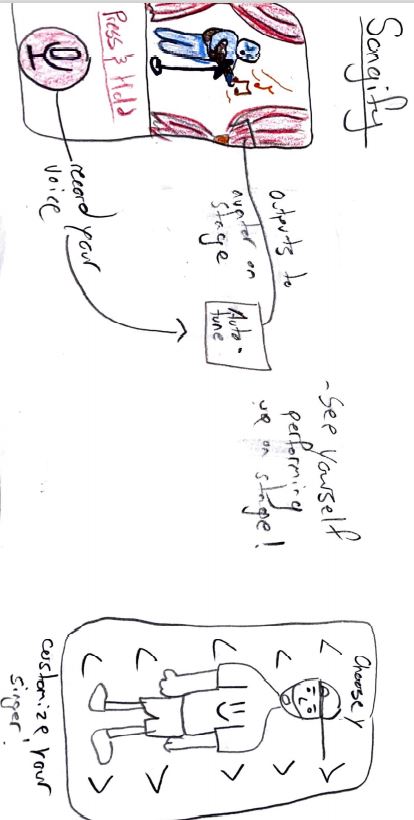 Songify
outputs to
avatar on
stage
Auto-
tune
-See yourself
performing
on stage!
Press & Hold
record your
voice
Choose y
customize your
singer!